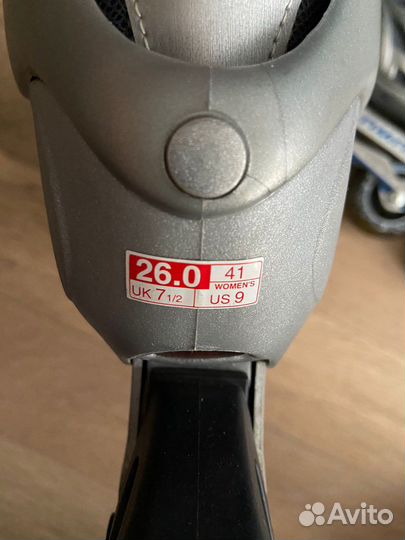 26.0 41
WOMEN'S
UK 7 1/2 US 9
Avito